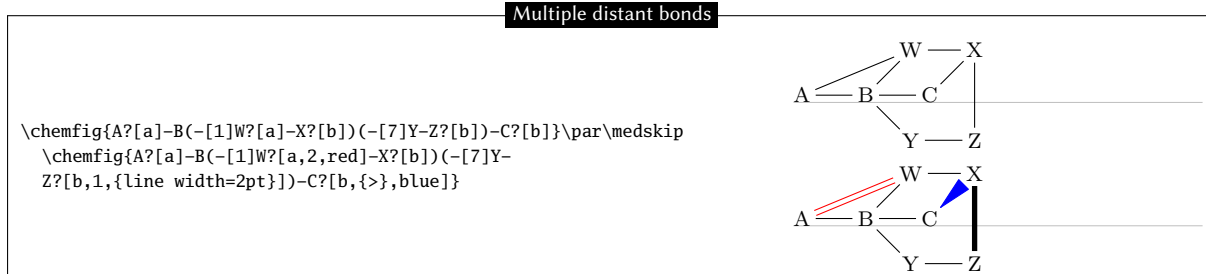 Multiple distant bonds
\chemfig{A?[a]-B(-[1]W?[a]-X?[b])(-[7]Y-Z?[b])-C?[b]}\par\medskip
\chemfig{A?[a]-B(-[1]W?[a,2,red]-X?[b])(-[7]Y-
Z?[b,1,{line width=2pt}])-C?[b,{>},blue]}
W X
A B C
Y Z
W X
A B C
Y Z